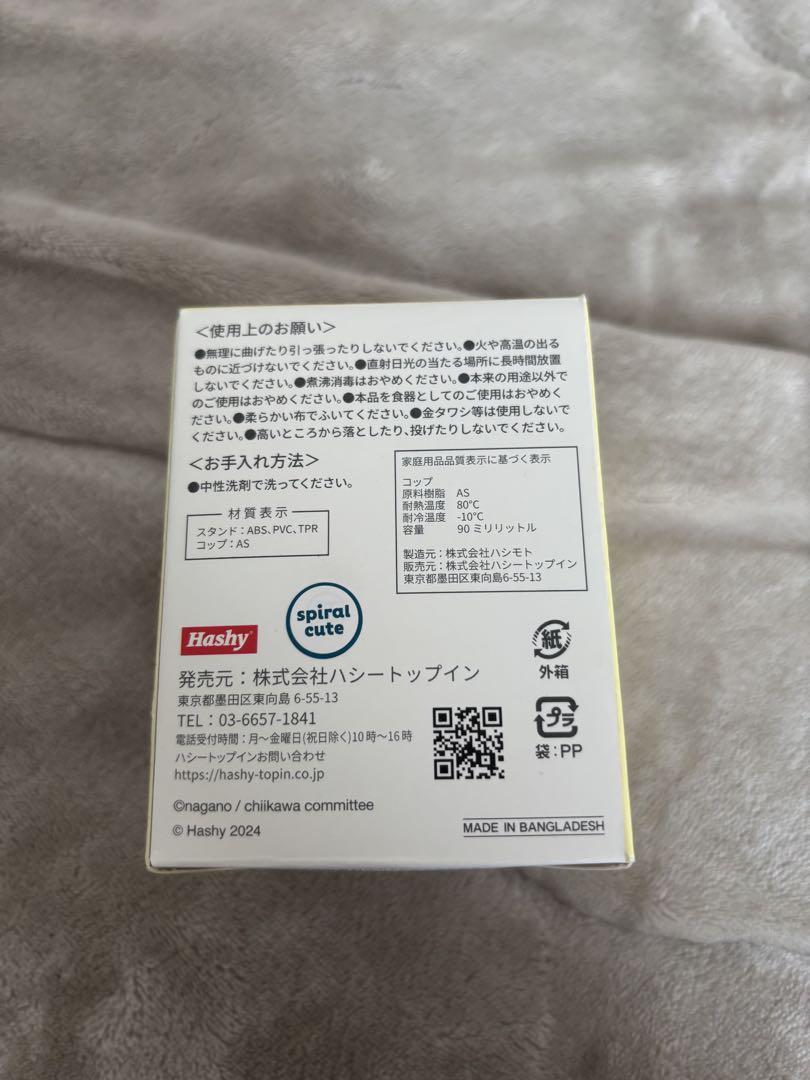 ＜使用上のお願い＞
●無理に曲げたり引っ張ったりしないでください。●火や高温の出る
ものに近づけないでください。●直射日光の当たる場所に長時間放置
しないでください。●煮沸消毒はおやめください。●本来の用途以外で
のご使用はおやめください。●本品を食器としてのご使用はおやめく
ださい。●柔らかい布でふいてください。●金タワシ等は使用しないで
ください。●高いところから落としたり、投げたりしないでください。
＜お手入れ方法＞
●中性洗剤で洗ってください。
材質表示
スタンド：ABS、PVC、TPR
コップ：AS
家庭用品品質表示に基づく表示
コップ
原料樹脂 AS
耐熱温度 80℃
耐冷温度 -10℃
容量 90 ミリリットル
製造元：株式会社ハシモト
販売元：株式会社ハシートップイン
東京都墨田区東向島6-55-13
Hashy
spiral
cute
発売元：株式会社ハシートップイン
東京都墨田区東向島 6-55-13
TEL：03-6657-1841
電話受付時間：月～金曜日(祝日除く)10時～16時
ハシートップインお問い合わせ
https://hashy-topin.co.jp
紙
外箱
プラ
袋：PP
©nagano / chiikawa committee
© Hashy 2024
MADE IN BANGLADESH